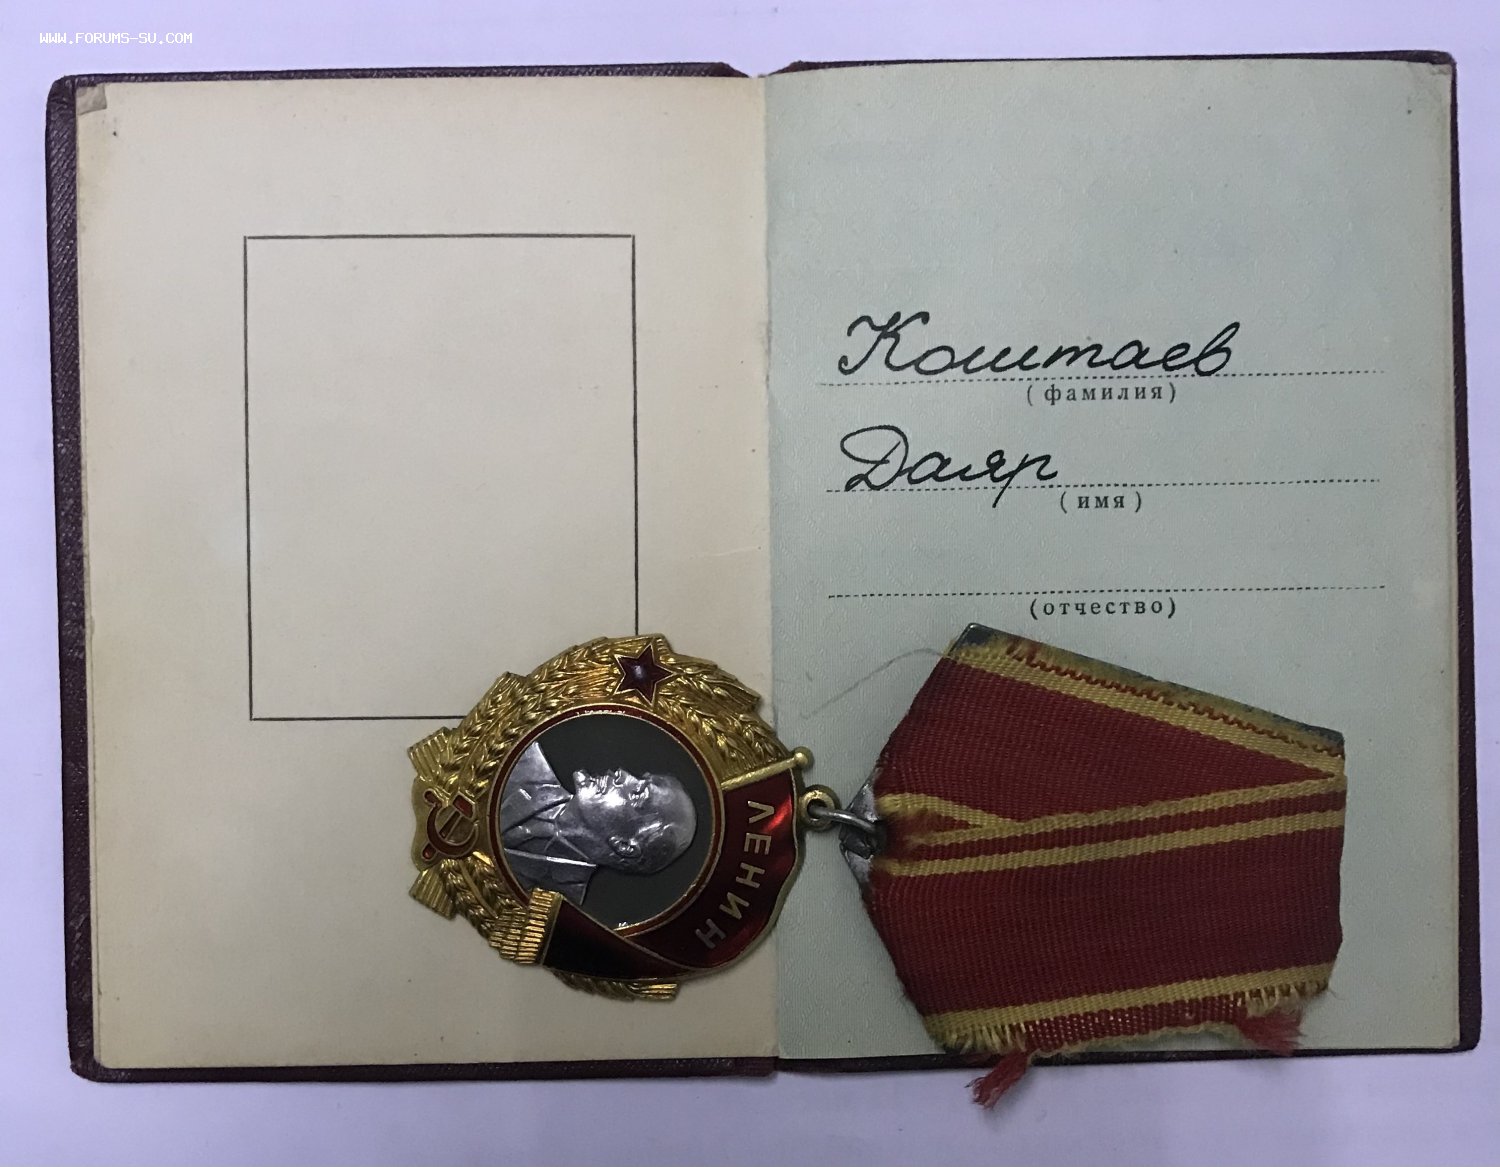 WWW.FORUMS-SU.COM
Коштаев
(фамилия)
Даяр
(имя)
(отчество)
ЛЕНИН